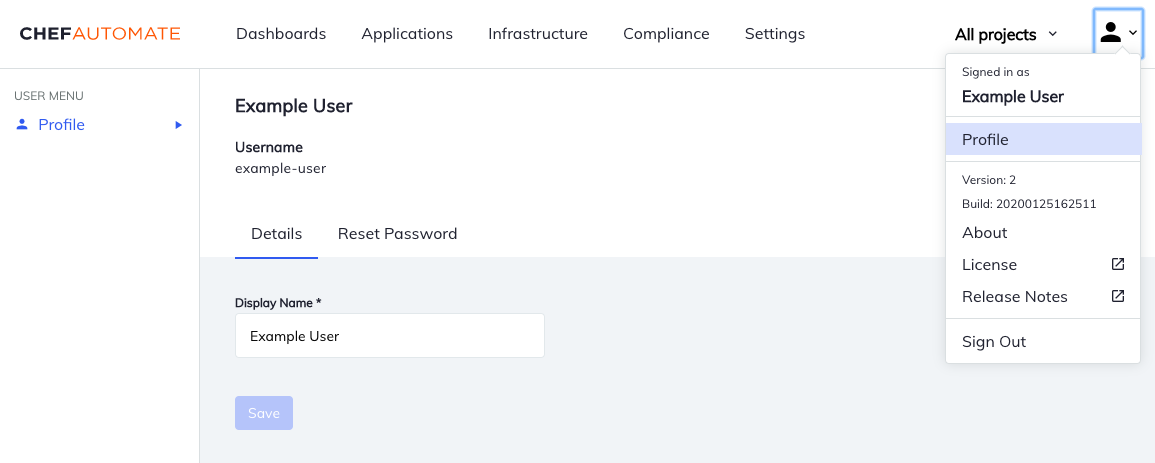 CHEFAUTOMATE Dashboards Applications Infrastructure Compliance Settings All projects
Signed in as
Example User
Profile
Version: 2
Build: 20200125162511
About
License
Release Notes
Sign Out
USER MENU
Profile
Example User
Username
example-user
Details Reset Password
Display Name *
Example User
Save